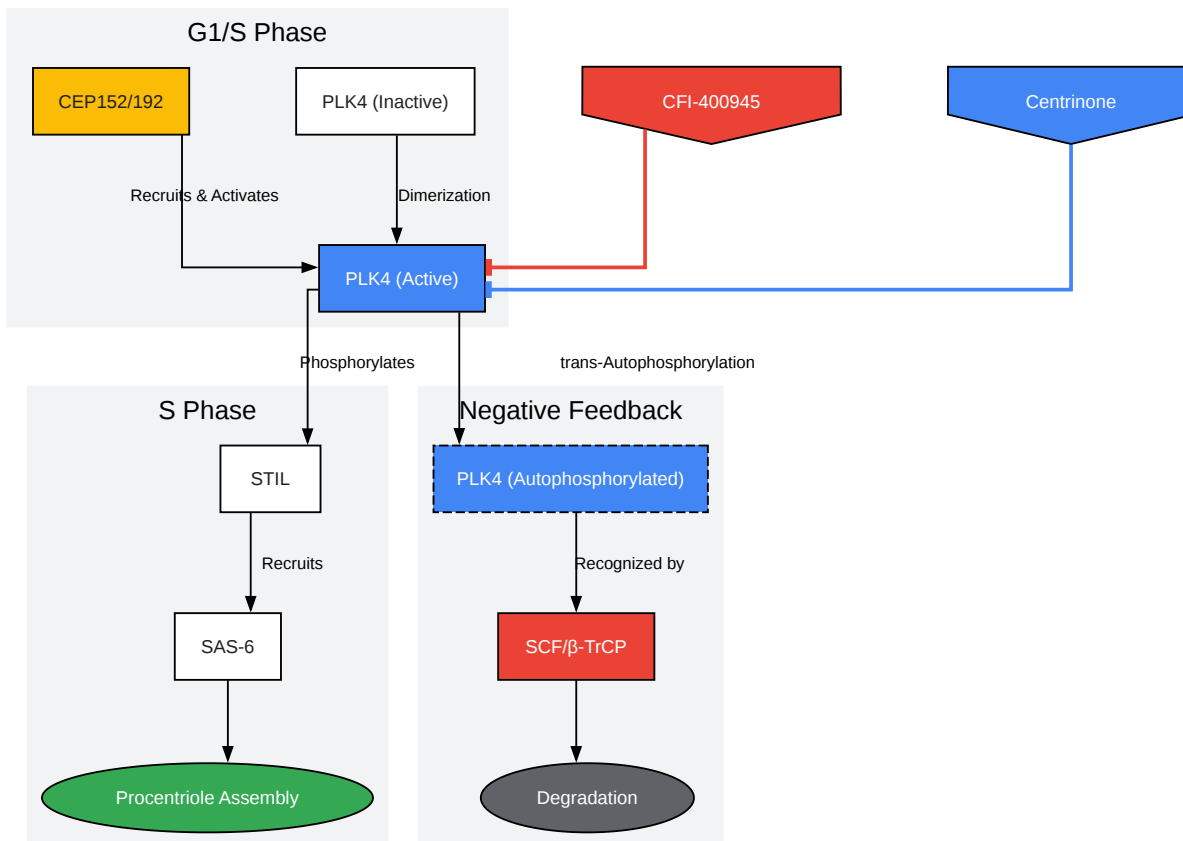 G1/S Phase
CEP152/192
PLK4 (Inactive)
CFI-400945
Centrinone
Recruits & Activates
Dimerization
PLK4 (Active)
Phosphorylates
trans-Autophosphorylation
S Phase
Negative Feedback
STIL
PLK4 (Autophosphorylated)
Recruits
Recognized by
SAS-6
SCF/β-TrCP
Procentriole Assembly
Degradation